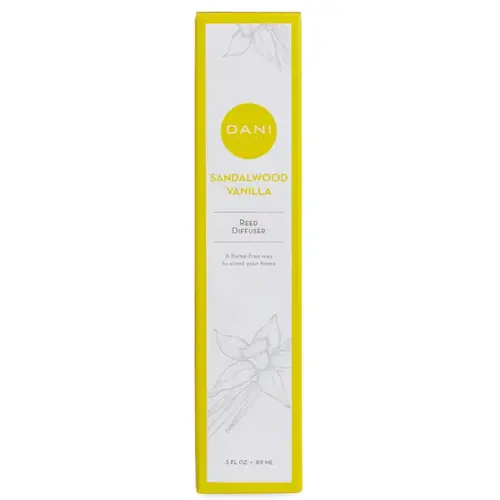 DANI
SANDALWOOD
VANILLA
REED
DIFFUSER
A flame-free way
to scent your home
3 FL OZ • 89 ML